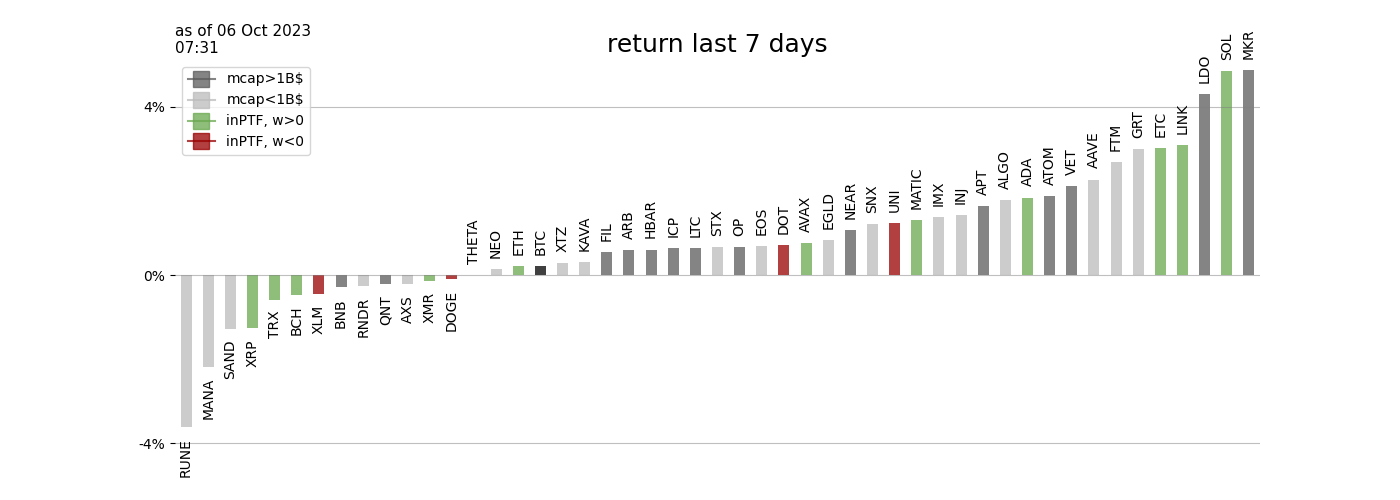 as of 06 Oct 2023
07:31
return last 7 days
mcap>1B$
mcap<1B$
inPTF, w>0
inPTF, w<0
4%
0%
-4%
RUNE
MANA
SAND
XRP
TRX
BCH
XLM
BNB
RNDR
QNT
AXS
XMR
DOGE
THETA
NEO
ETH
BTC
XTZ
KAVA
FIL
ARB
HBAR
ICP
LTC
STX
OP
EOS
DOT
AVAX
EGLD
NEAR
SNX
UNI
MATIC
IMX
INJ
APT
ALGO
ADA
ATOM
VET
AAVE
FTM
GRT
ETC
LINK
LDO
SOL
MKR